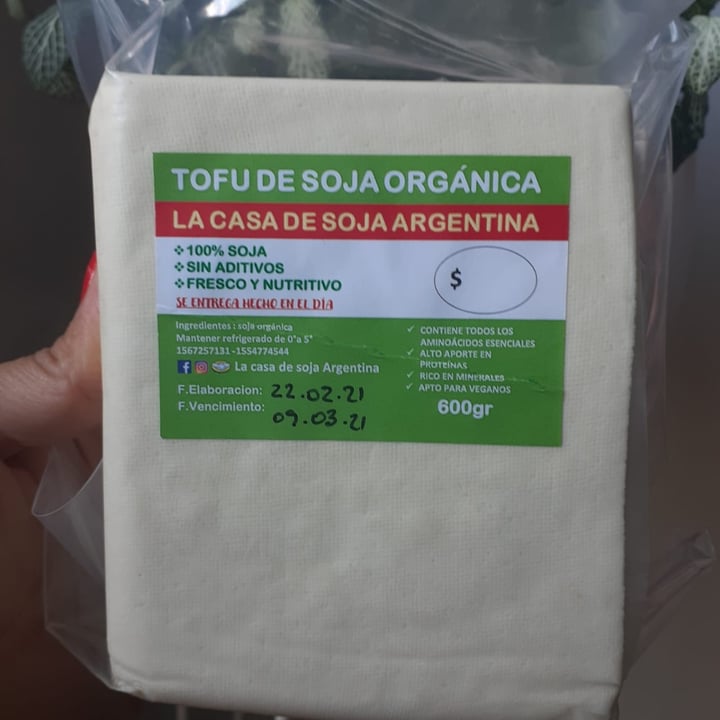 TOFU DE SOJA ORGÁNICA
LA CASA DE SOJA ARGENTINA
❖100% SOJA
❖SIN ADITIVOS
❖FRESCO Y NUTRITIVO
SE ENTREGA HECHO EN EL DÍA
$
Ingredientes : soja orgánica
Mantener refrigerado de 0°a 5°
1567257131 -1554774544
La casa de soja Argentina
F.Elaboracion: 22.02.21
F.Vencimiento: 09.03.21
✓ CONTIENE TODOS LOS
AMINOÁCIDOS ESENCIALES
✓ ALTO APORTE EN
PROTEÍNAS
✓ RICO EN MINERALES
✓ APTO PARA VEGANOS
600gr